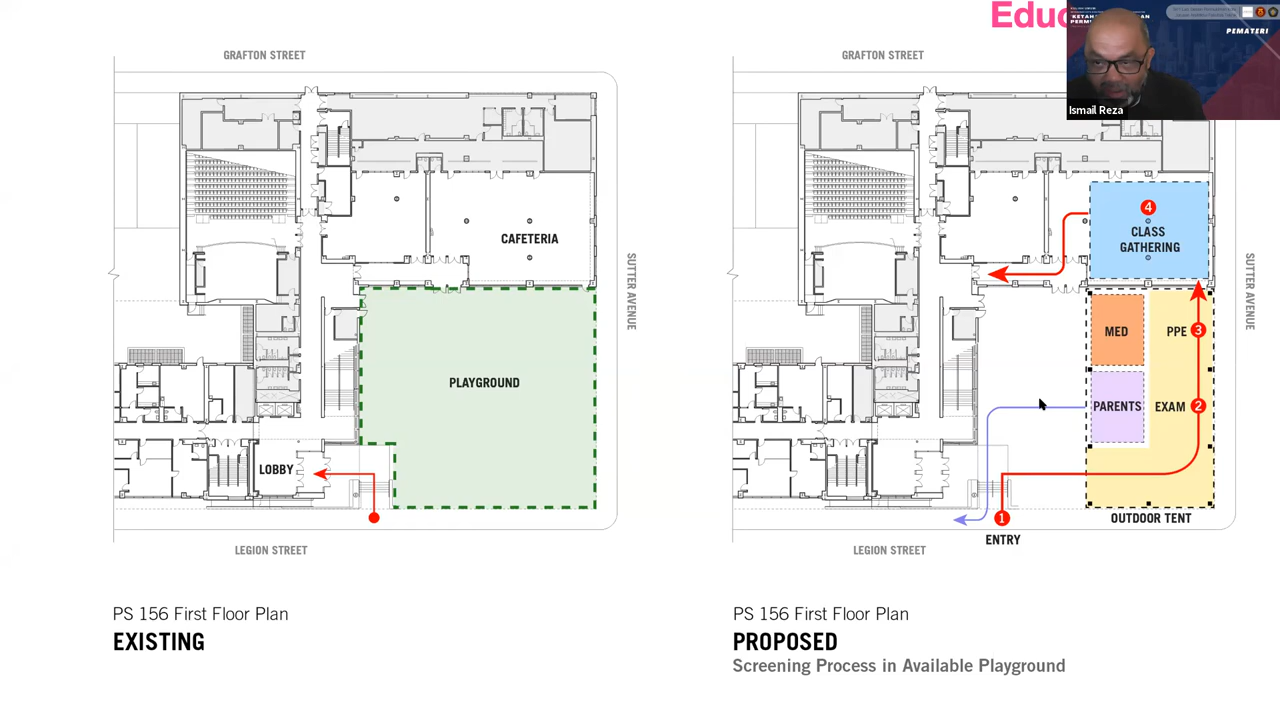 Educ
PEMATERI
Ismail Reza
GRAFTON STREET
CAFETERIA
PLAYGROUND
LOBBY
SUTTER AVENUE
LEGION STREET
PS 156 First Floor Plan
EXISTING
GRAFTON STREET
4
CLASS
GATHERING
MED
PPE
3
PARENTS
EXAM
2
SUTTER AVENUE
1
ENTRY
OUTDOOR TENT
LEGION STREET
PS 156 First Floor Plan
PROPOSED
Screening Process in Available Playground